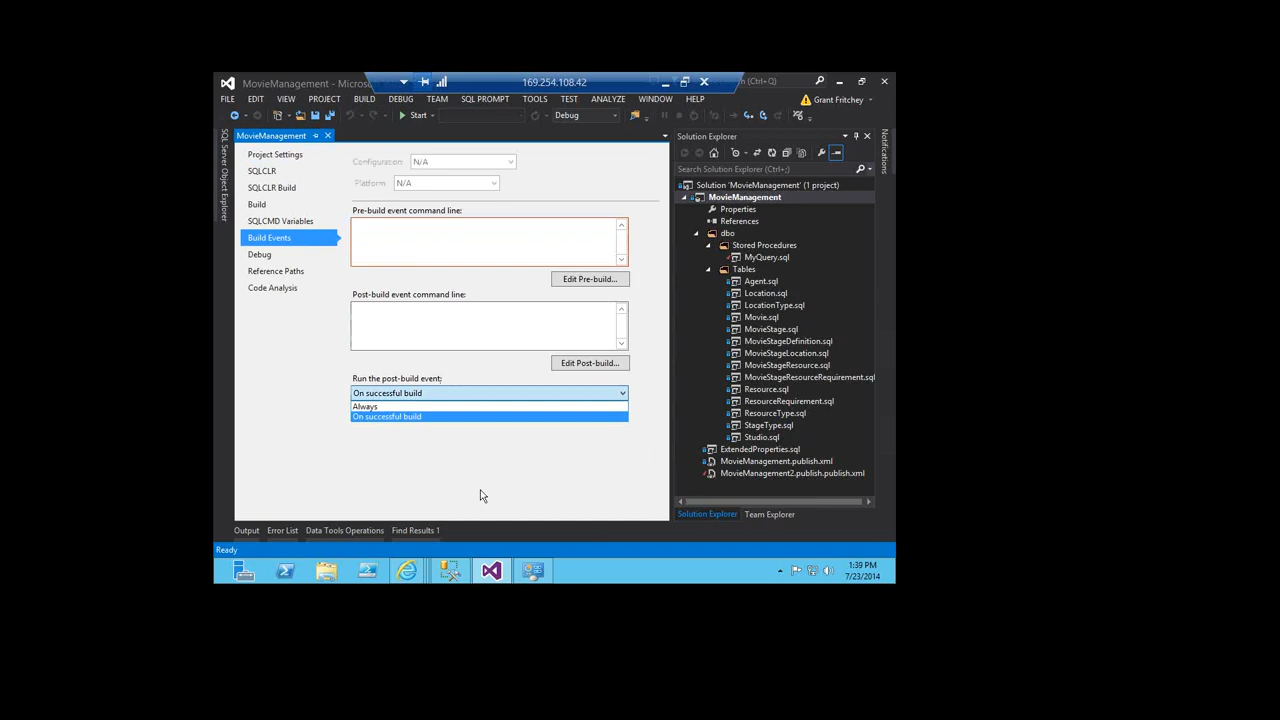 MovieManagement - Micros
169.254.108.42
(Ctrl+Q)
FILE EDIT VIEW PROJECT BUILD DEBUG TEAM SQL PROMPT TOOLS TEST ANALYZE WINDOW HELP
Grant Fritchey
Start
Debug
SQL Server Object Explorer
MovieManagement
Project Settings
SQLCLR
SQLCLR Build
Build
SQLCMD Variables
Build Events
Debug
Reference Paths
Code Analysis
Configuration: N/A
Platform: N/A
Pre-build event command line:
Edit Pre-build...
Post-build event command line:
Edit Post-build...
Run the post-build event:
On successful build
Always
On successful build
Solution Explorer
Search Solution Explorer (Ctrl+;)
Solution 'MovieManagement' (1 project)
MovieManagement
Properties
References
dbo
Stored Procedures
MyQuery.sql
Tables
Agent.sql
Location.sql
LocationType.sql
Movie.sql
MovieStage.sql
MovieStageDefinition.sql
MovieStageLocation.sql
MovieStageResource.sql
MovieStageResourceRequirement.sql
Resource.sql
ResourceRequirement.sql
ResourceType.sql
StageType.sql
Studio.sql
ExtendedProperties.sql
MovieManagement.publish.xml
MovieManagement2.publish.publish.xml
Solution Explorer Team Explorer
Notifications
Output Error List Data Tools Operations Find Results 1
Ready
1:39 PM
7/23/2014